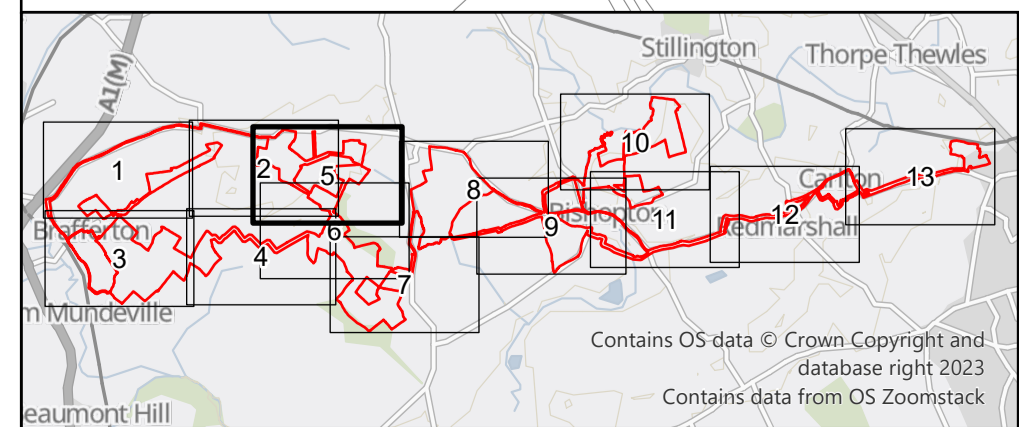 Stillington
Thorpe Thewles
A1(M)
10
1
2
5
Carlton
13
8
Bishopton
11
12
Redmarshall
Brafferton
9
6
3
4
7
m Mundeville
Contains OS data © Crown Copyright and
database right 2023
Contains data from OS Zoomstack
eaumont Hill